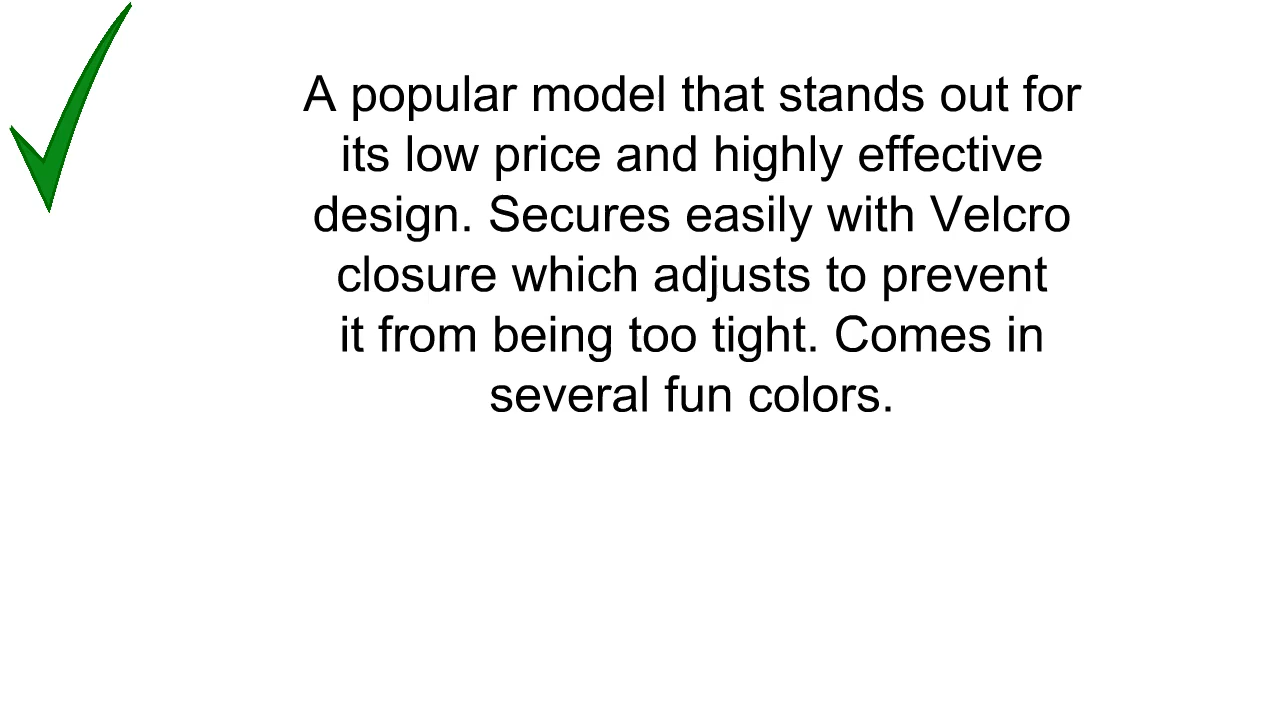 A popular model that stands out for
its low price and highly effective
design. Secures easily with Velcro
closure which adjusts to prevent
it from being too tight. Comes in
several fun colors.